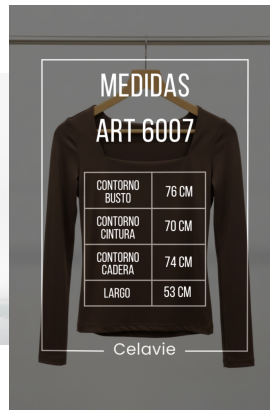 MEDIDAS
ART 6007
CONTORNO
BUSTO
76 CM
CONTORNO
CINTURA
70 CM
CONTORNO
CADERA
74 CM
LARGO
53 CM
Celavie